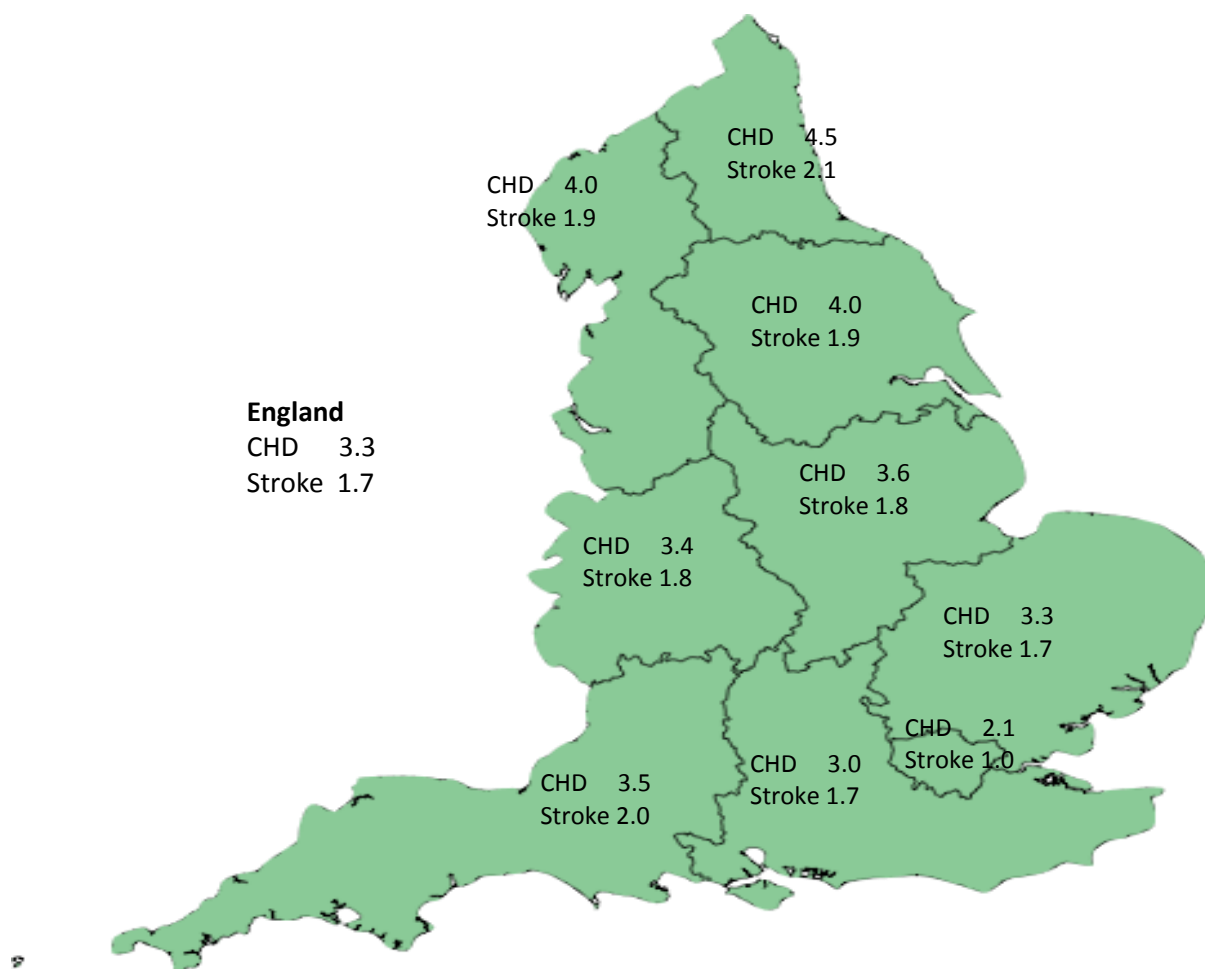 CHD 4.5
Stroke 2.1
CHD 4.0
Stroke 1.9
CHD 4.0
Stroke 1.9
England
CHD 3.3
Stroke 1.7
CHD 3.6
Stroke 1.8
CHD 3.4
Stroke 1.8
CHD 3.3
Stroke 1.7
CHD 2.1
Stroke 1.0
CHD 3.0
Stroke 1.7
CHD 3.5
Stroke 2.0